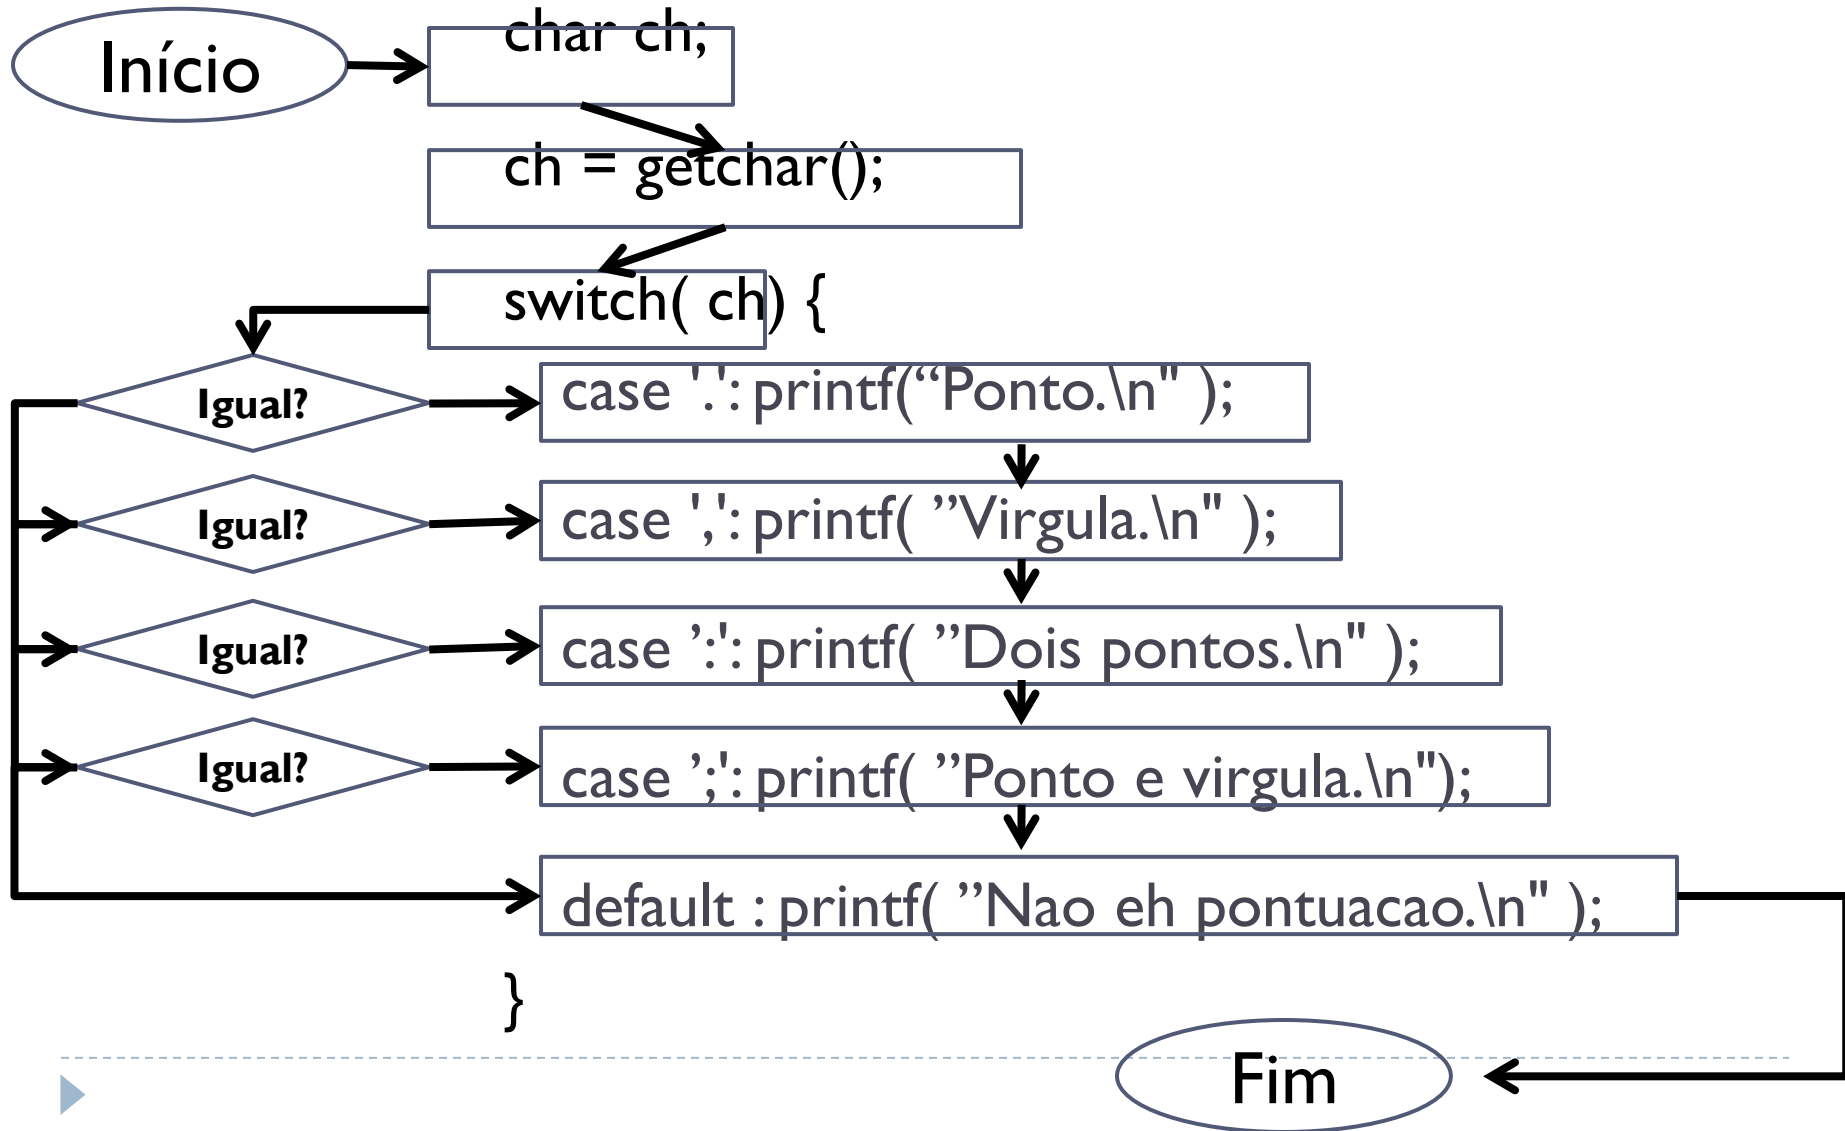 Início
char ch;
ch = getchar();
switch( ch) {
Igual?
case '.': printf(“Ponto.\n" );
Igual?
case ',': printf( ”Virgula.\n" );
Igual?
case ’:': printf( ”Dois pontos.\n" );
Igual?
case ’;': printf( ”Ponto e virgula.\n");
default : printf( ”Nao eh pontuacao.\n" );
}
Fim